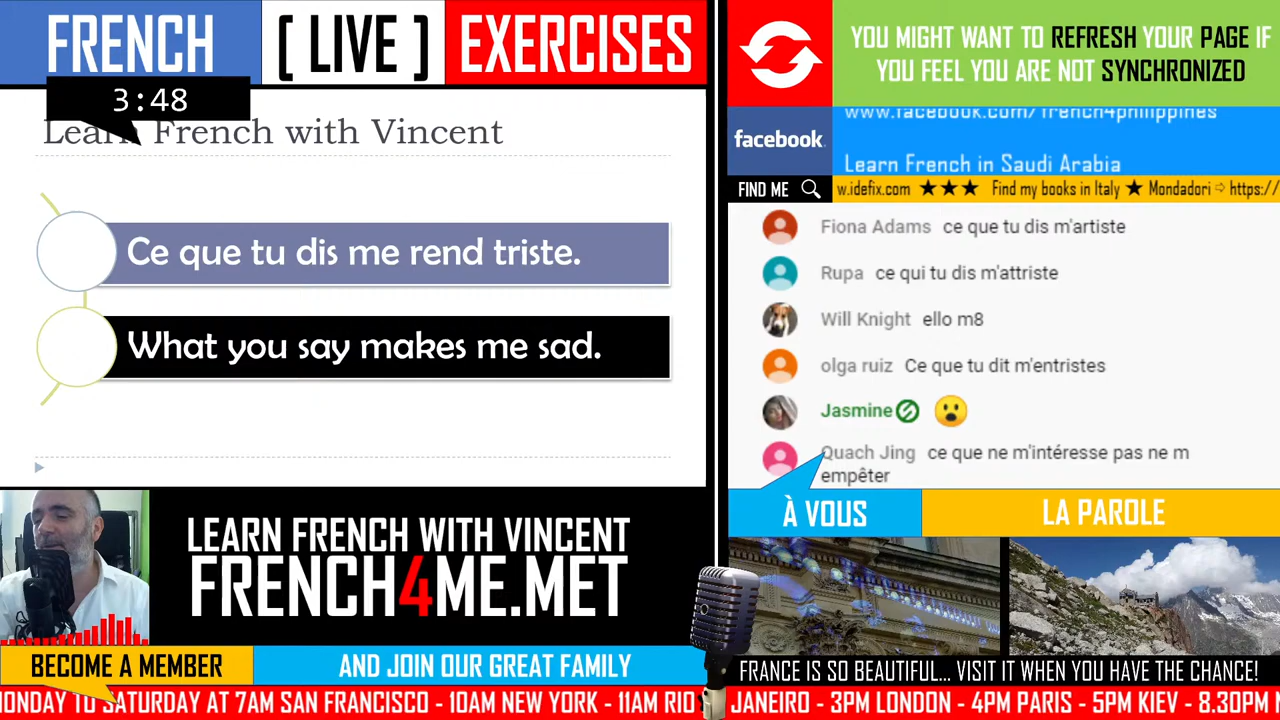 FRENCH [ LIVE ] EXERCISES
3:48
Learn French with Vincent
Ce que tu dis me rend triste.
What you say makes me sad.
LEARN FRENCH WITH VINCENT
FRENCH4ME.MET
BECOME A MEMBER
AND JOIN OUR GREAT FAMILY
YOU MIGHT WANT TO REFRESH YOUR PAGE IF
YOU FEEL YOU ARE NOT SYNCHRONIZED
facebook
www.facebook.com/french4philippines
Learn French in Saudi Arabia
FIND ME
w.idefix.com ★★★ Find my books in Italy ★ Mondadori ⇨ https://
Fiona Adams ce que tu dis m'artiste
Rupa ce qui tu dis m'attriste
Will Knight ello m8
olga ruiz Ce que tu dit m'entristes
Jasmine
Quach Jing ce que ne m'intéresse pas ne m
empêter
À VOUS
LA PAROLE
FRANCE IS SO BEAUTIFUL... VISIT IT WHEN YOU HAVE THE CHANCE!
ONDAY TO SATURDAY AT 7AM SAN FRANCISCO - 10AM NEW YORK - 11AM RIO JANEIRO - 3PM LONDON - 4PM PARIS - 5PM KIEV - 8.30PM